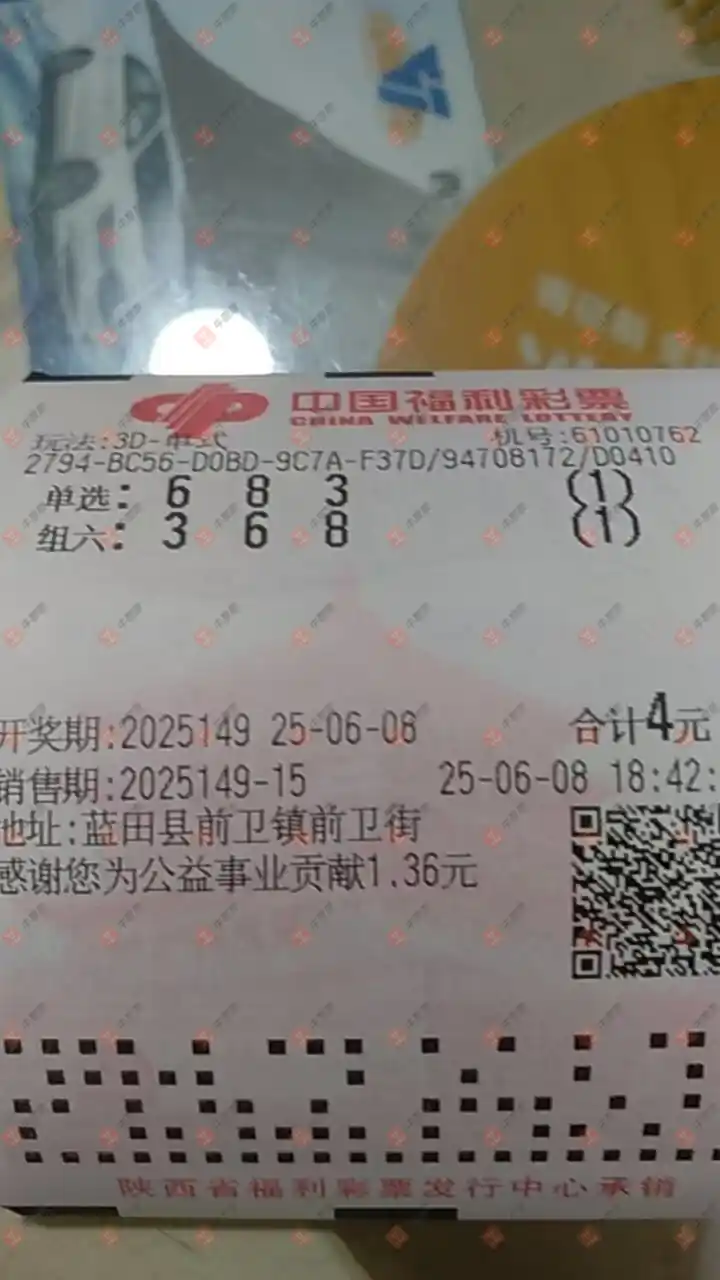 中国福利彩票
CHINA WELFARE LOTTERY
玩法:3D-单式 机号:61010762
2794-BC56-D0BD-9C7A-F37D/94708172/D0410
单选: 6 8 3 (1)
组六: 3 6 8 (1)
开奖期:2025149 25-06-08 合计4元
销售期:2025149-15 25-06-08 18:42:
地址:蓝田县前卫镇前卫街
感谢您为公益事业贡献1.36元
陕西省福利彩票发行中心承销